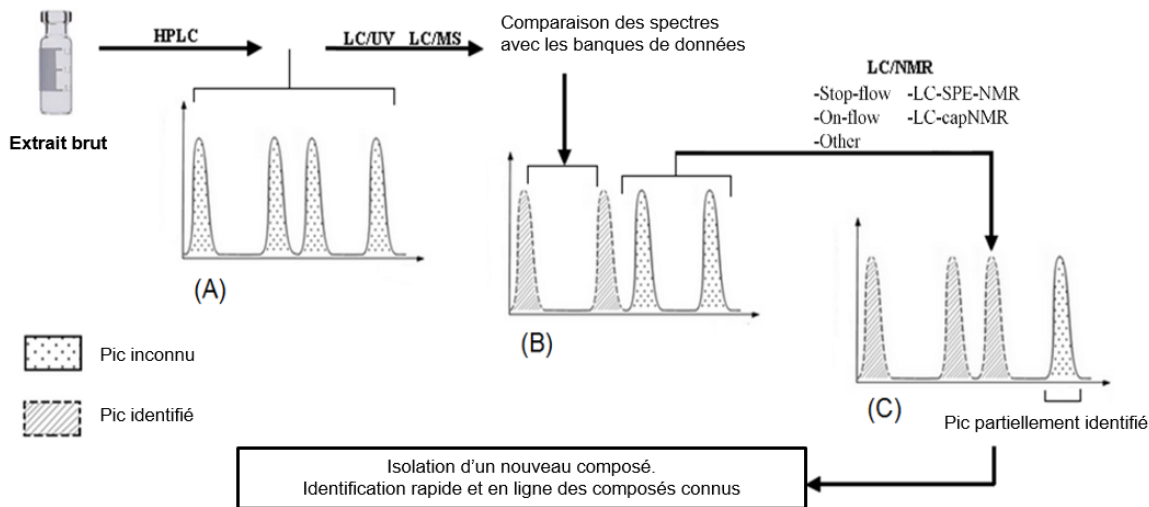 HPLC
LC/UV LC/MS
Comparaison des spectres
avec les banques de données
LC/NMR
-Stop-flow -LC-SPE-NMR
-On-flow -LC-capNMR
-Other
Extrait brut
(A)
(B)
(C)
Pic inconnu
Pic identifié
Pic partiellement identifié
Isolation d’un nouveau composé.
Identification rapide et en ligne des composés connus